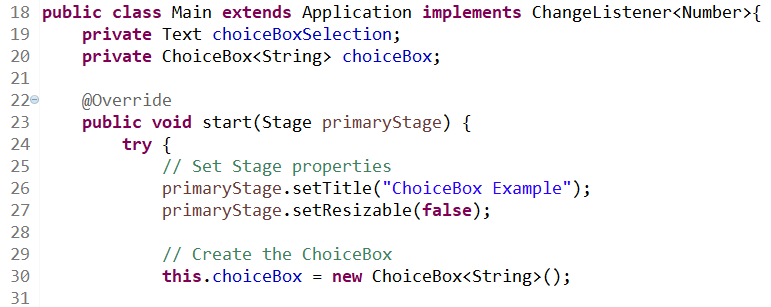 18 public class Main extends Application implements ChangeListener<Number>{
19     private Text choiceBoxSelection;
20     private ChoiceBox<String> choiceBox;
21
22     @Override
23     public void start(Stage primaryStage) {
24         try {
25             // Set Stage properties
26             primaryStage.setTitle("ChoiceBox Example");
27             primaryStage.setResizable(false);
28
29             // Create the ChoiceBox
30             this.choiceBox = new ChoiceBox<String>();
31